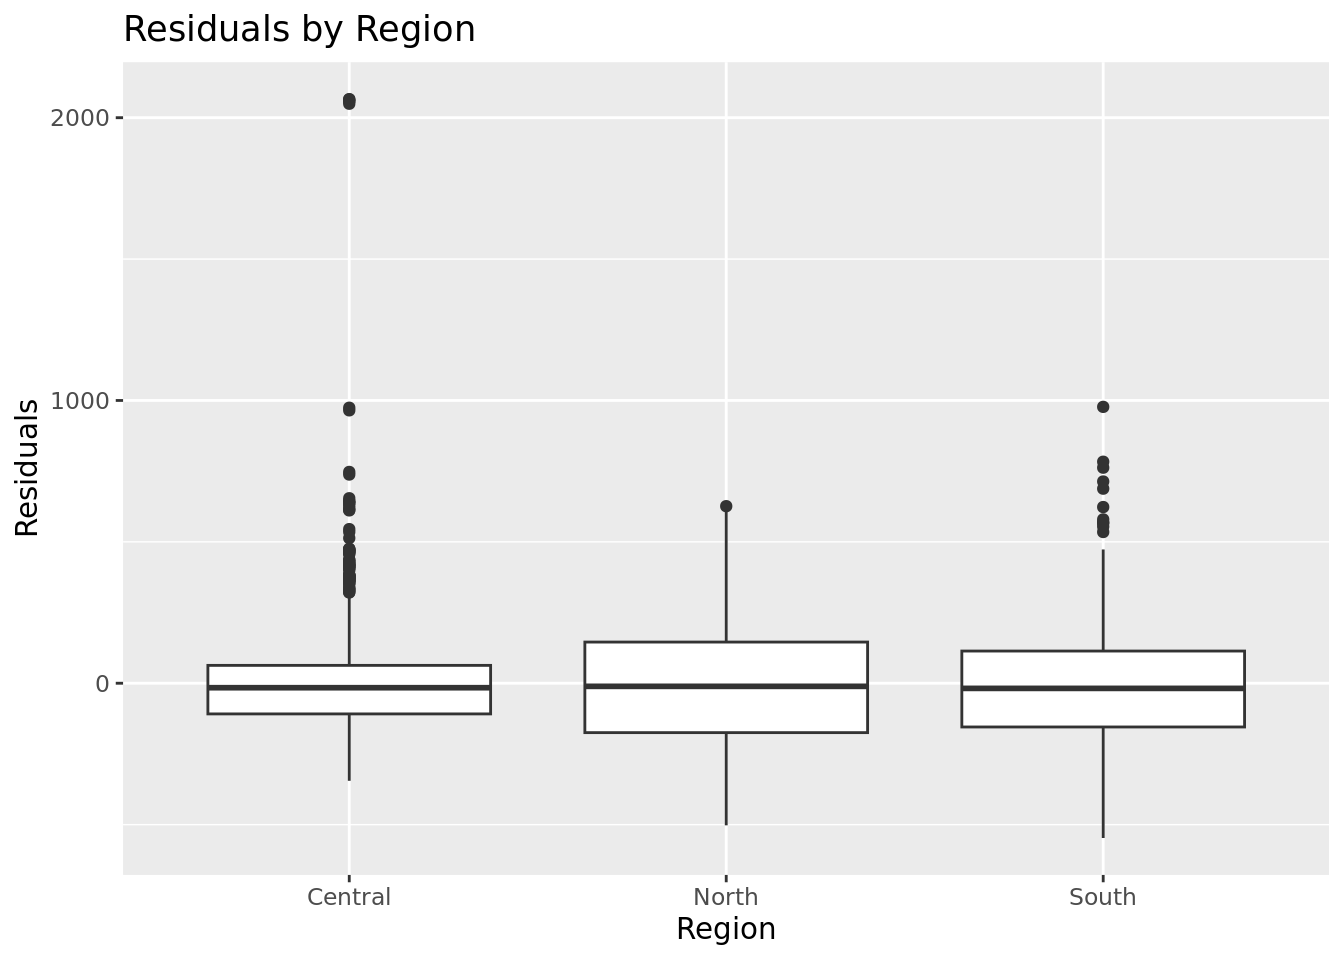 Residuals by Region
2000
1000
0
Residuals
Central North South
Region